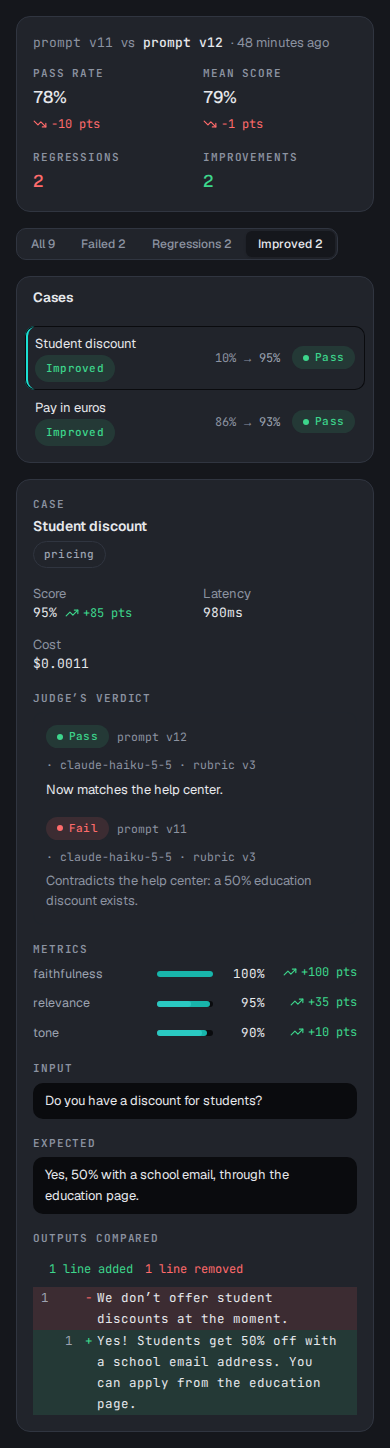 prompt v11 vs prompt v12 · 48 minutes ago
PASS RATE
78%
-10 pts
MEAN SCORE
79%
-1 pts
REGRESSIONS
2
IMPROVEMENTS
2
All 9 Failed 2 Regressions 2 Improved 2
Cases
Student discount
Improved
10% → 95% Pass
Pay in euros
Improved
86% → 93% Pass
CASE
Student discount
pricing
Score
95% +85 pts
Latency
980ms
Cost
$0.0011
JUDGE'S VERDICT
Pass prompt v12
· claude-haiku-5-5 · rubric v3
Now matches the help center.
Fail prompt v11
· claude-haiku-5-5 · rubric v3
Contradicts the help center: a 50% education
discount exists.
METRICS
faithfulness 100% +100 pts
relevance 95% +35 pts
tone 90% +10 pts
INPUT
Do you have a discount for students?
EXPECTED
Yes, 50% with a school email, through the
education page.
OUTPUTS COMPARED
1 line added 1 line removed
1 - We don't offer student
discounts at the moment.
1 + Yes! Students get 50% off with
a school email address. You
can apply from the education
page.